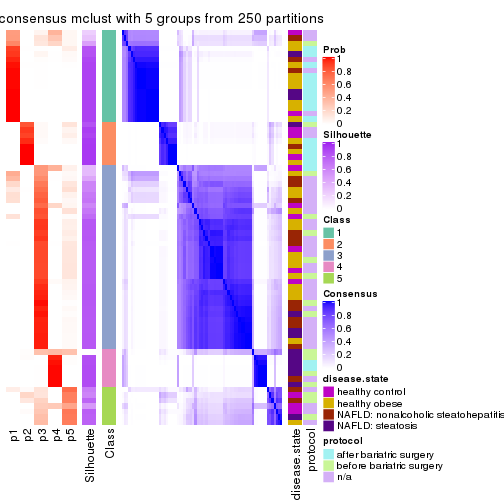 consensus mclust with 5 groups from 250 partitions
Prob
1
0.8
0.6
0.4
0.2
0
Silhouette
1
0.8
0.6
0.4
0.2
0
Class
1
2
3
4
5
Consensus
1
0.8
0.6
0.4
0.2
0
disease.state
healthy control
healthy obese
NAFLD: nonalcoholic steatohepatitis
NAFLD: steatosis
protocol
after bariatric surgery
before bariatric surgery
n/a
p1
p2
p3
p4
p5
Silhouette
Class
disease.state
protocol